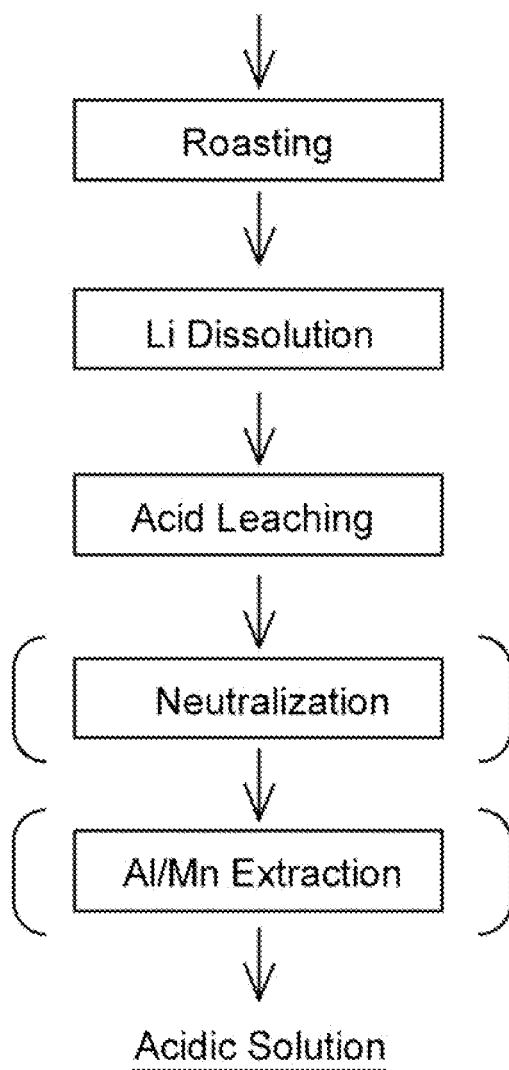 Roasting
Li Dissolution
Acid Leaching
Neutralization
Al/Mn Extraction
Acidic Solution